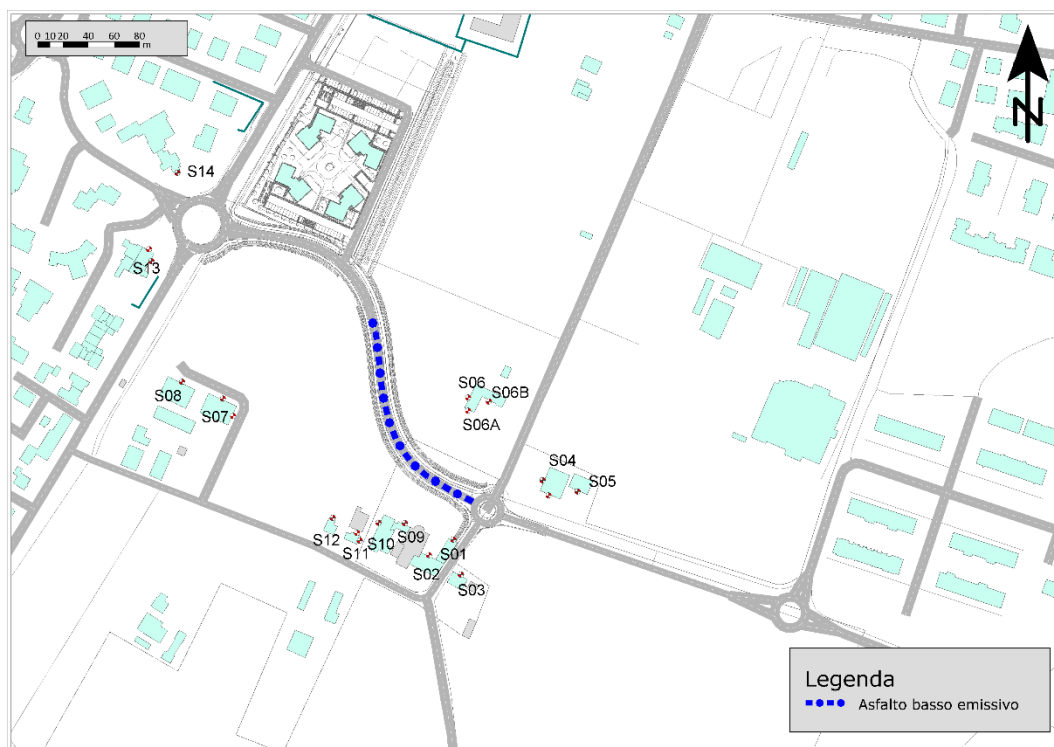 0 10 20 40 60 80
m
N
S14
S13
S06
S06B
S08
S07
S06A
S04
S05
S12
S09
S10
S11
S01
S02
S03
Legenda
Asfalto basso emissivo